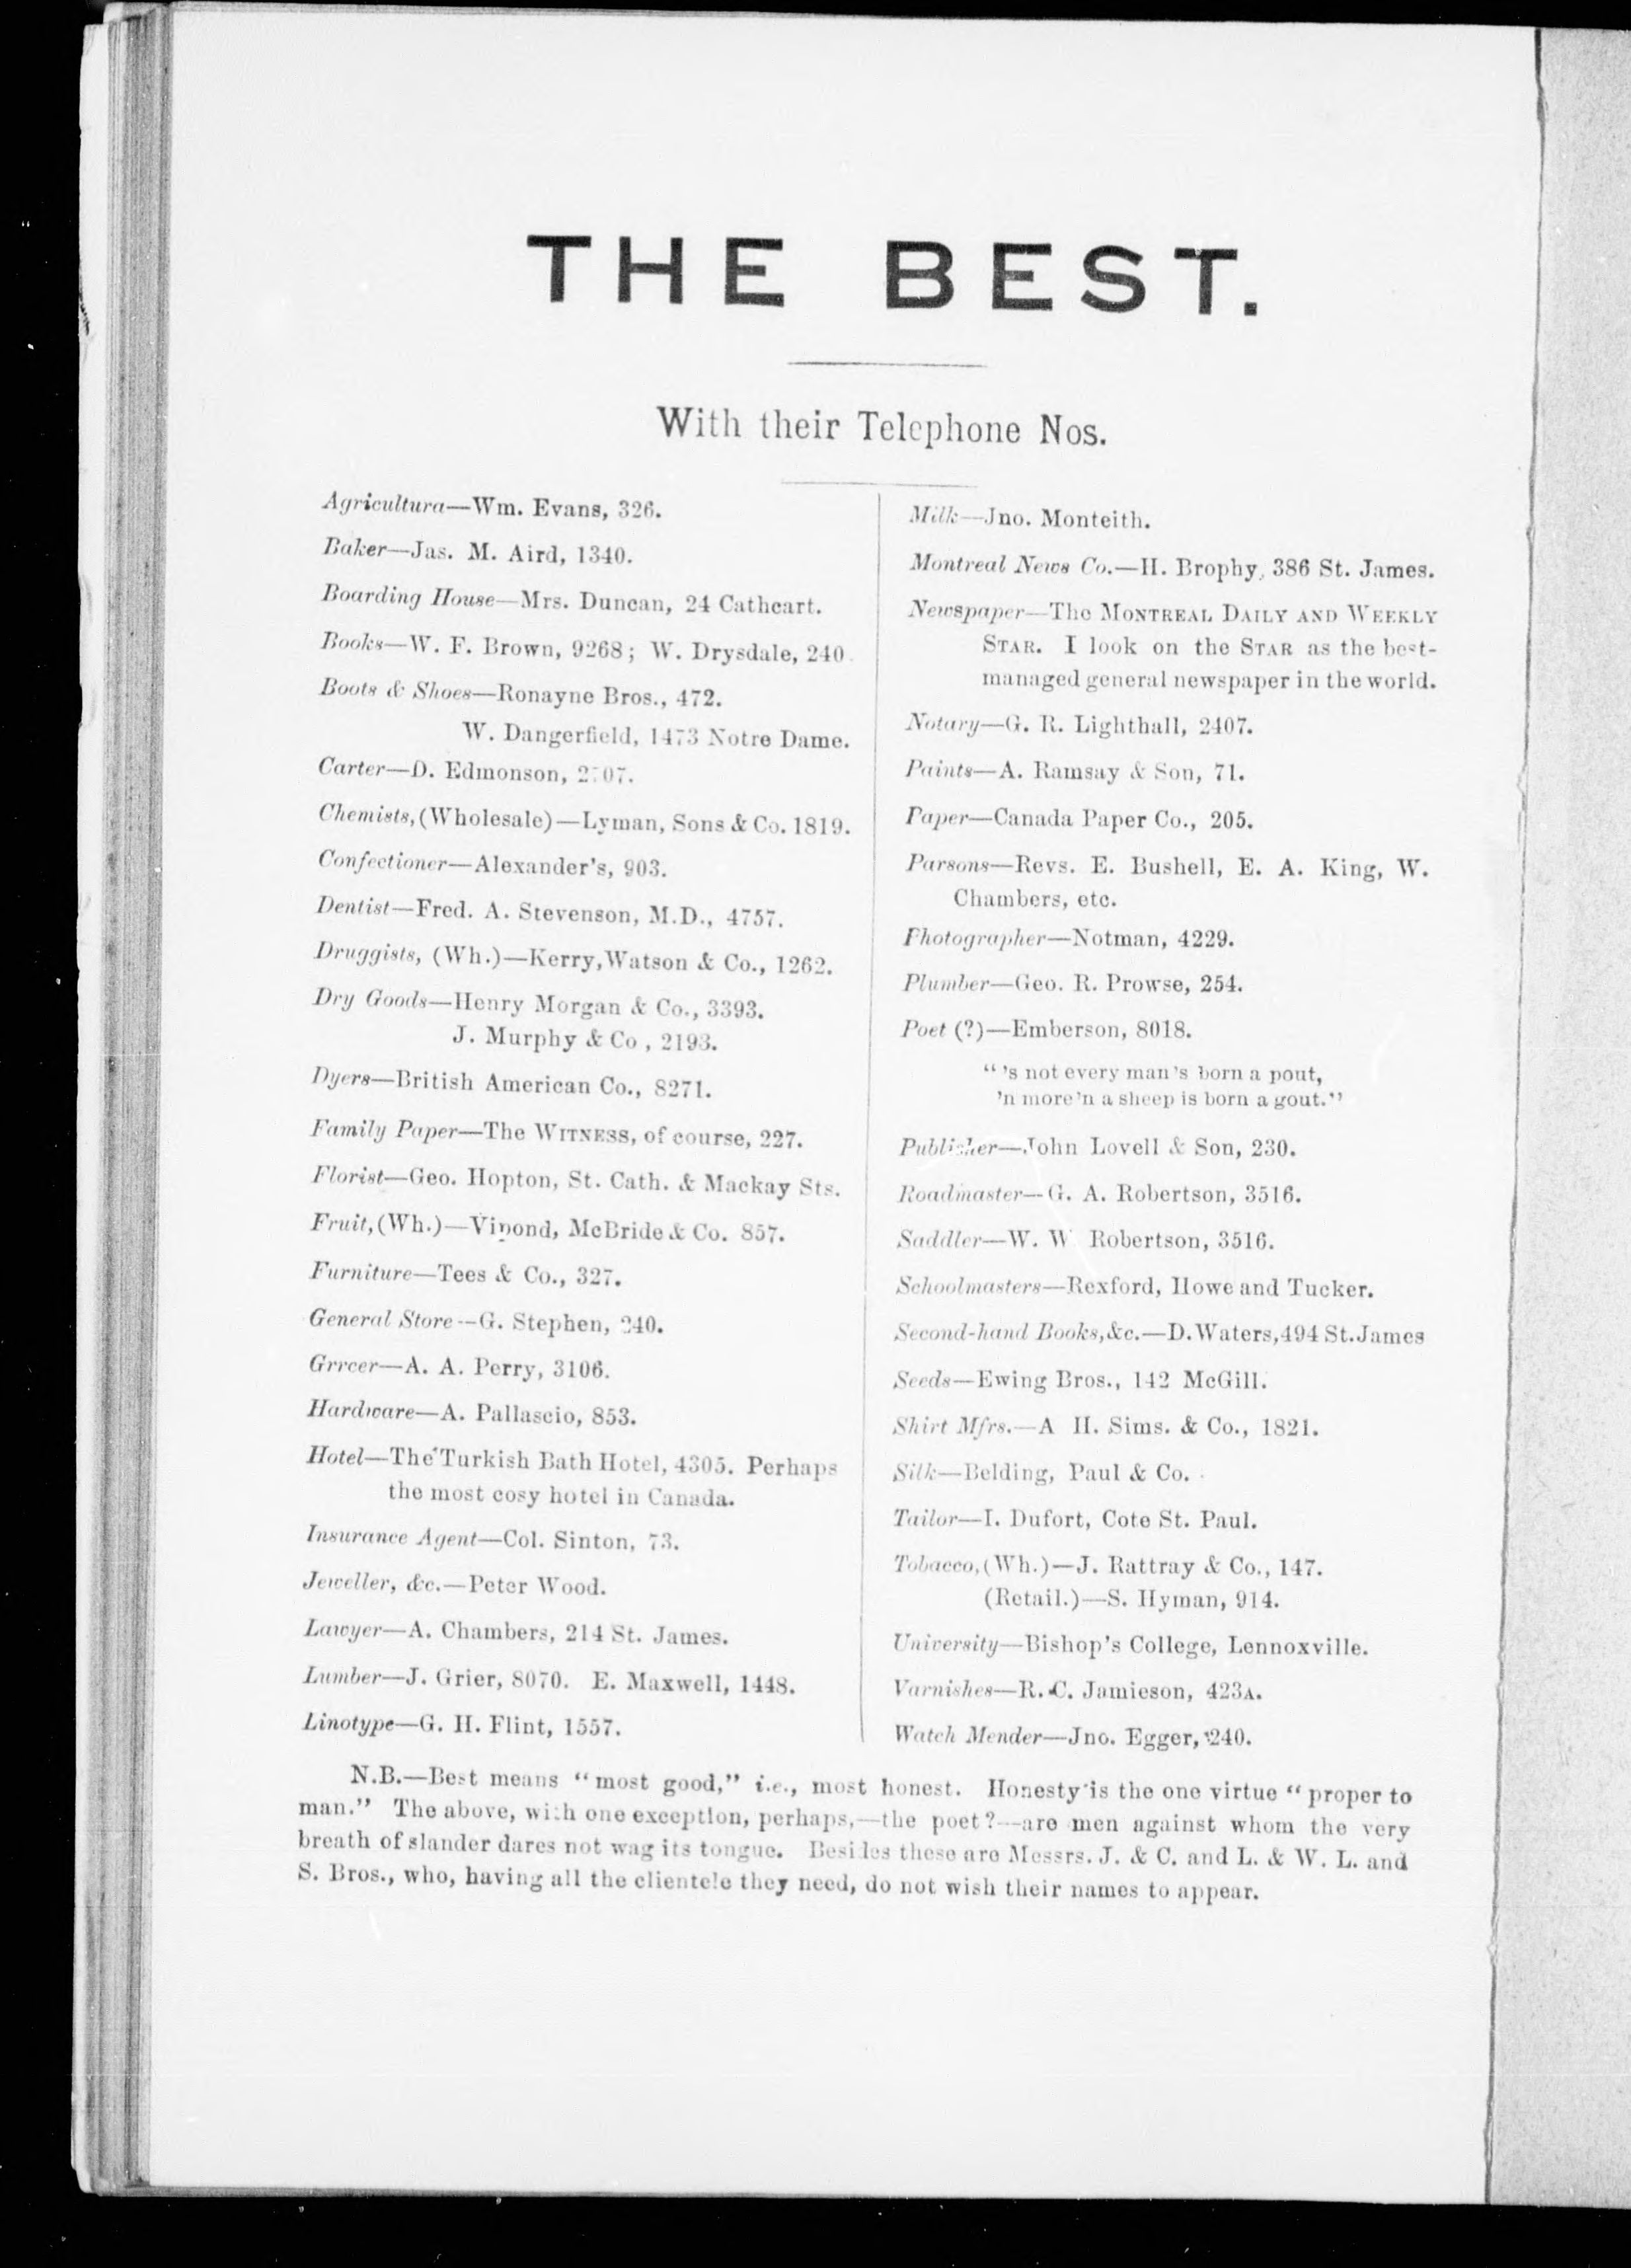 THE BEST.
With their Telephone Nos.
Agricultura—Wm. Evans, 326.
Baker—Jas. M. Aird, 1340.
Boarding House—Mrs. Duncan, 24 Cathcart.
Books—W. F. Brown, 9268; W. Drysdale, 240.
Boots & Shoes—Ronayne Bros., 472.
W. Dangerfield, 1473 Notre Dame.
Carter—D. Edmonson, 2707.
Chemists, (Wholesale)—Lyman, Sons & Co. 1819.
Confectioner—Alexander's, 903.
Dentist—Fred. A. Stevenson, M.D., 4757.
Druggists, (Wh.)—Kerry, Watson & Co., 1262.
Dry Goods—Henry Morgan & Co., 3393.
J. Murphy & Co , 2193.
Dyers—British American Co., 8271.
Family Paper—The WITNESS, of course, 227.
Florist—Geo. Hopton, St. Cath. & Mackay Sts.
Fruit, (Wh.)—Vipond, McBride & Co. 857.
Furniture—Tees & Co., 327.
General Store—G. Stephen, 240.
Grrcer—A. A. Perry, 3106.
Hardware—A. Pallascio, 853.
Hotel—The Turkish Bath Hotel, 4305. Perhaps
the most cosy hotel in Canada.
Insurance Agent—Col. Sinton, 73.
Jeweller, &c.—Peter Wood.
Lawyer—A. Chambers, 214 St. James.
Lumber—J. Grier, 8070. E. Maxwell, 1448.
Linotype—G. H. Flint, 1557.
Milk—Jno. Monteith.
Montreal News Co.—H. Brophy, 386 St. James.
Newspaper—The MONTREAL DAILY AND WEEKLY
STAR. I look on the STAR as the best-
managed general newspaper in the world.
Notary—G. R. Lighthall, 2407.
Paints—A. Ramsay & Son, 71.
Paper—Canada Paper Co., 205.
Parsons—Revs. E. Bushell, E. A. King, W.
Chambers, etc.
Photographer—Notman, 4229.
Plumber—Geo. R. Prowse, 254.
Poet (?)—Emberson, 8018.
"'s not every man's born a pout,
'n more'n a sheep is born a gout."
Publisher—John Lovell & Son, 230.
Roadmaster—G. A. Robertson, 3516.
Saddler—W. W Robertson, 3516.
Schoolmasters—Rexford, Howe and Tucker.
Second-hand Books, &c.—D. Waters, 494 St. James
Seeds—Ewing Bros., 142 McGill.
Shirt Mfrs.—A H. Sims. & Co., 1821.
Silk—Belding, Paul & Co.
Tailor—I. Dufort, Cote St. Paul.
Tobacco, (Wh.)—J. Rattray & Co., 147.
(Retail.)—S. Hyman, 914.
University—Bishop's College, Lennoxville.
Varnishes—R. C. Jamieson, 423A.
Watch Mender—Jno. Egger, 240.
N.B.—Best means "most good," i.e., most honest. Honesty is the one virtue "proper to
man." The above, with one exception, perhaps,—the poet?—are men against whom the very
breath of slander dares not wag its tongue. Besides these are Messrs. J. & C. and L. & W. L. and
S. Bros., who, having all the clientele they need, do not wish their names to appear.